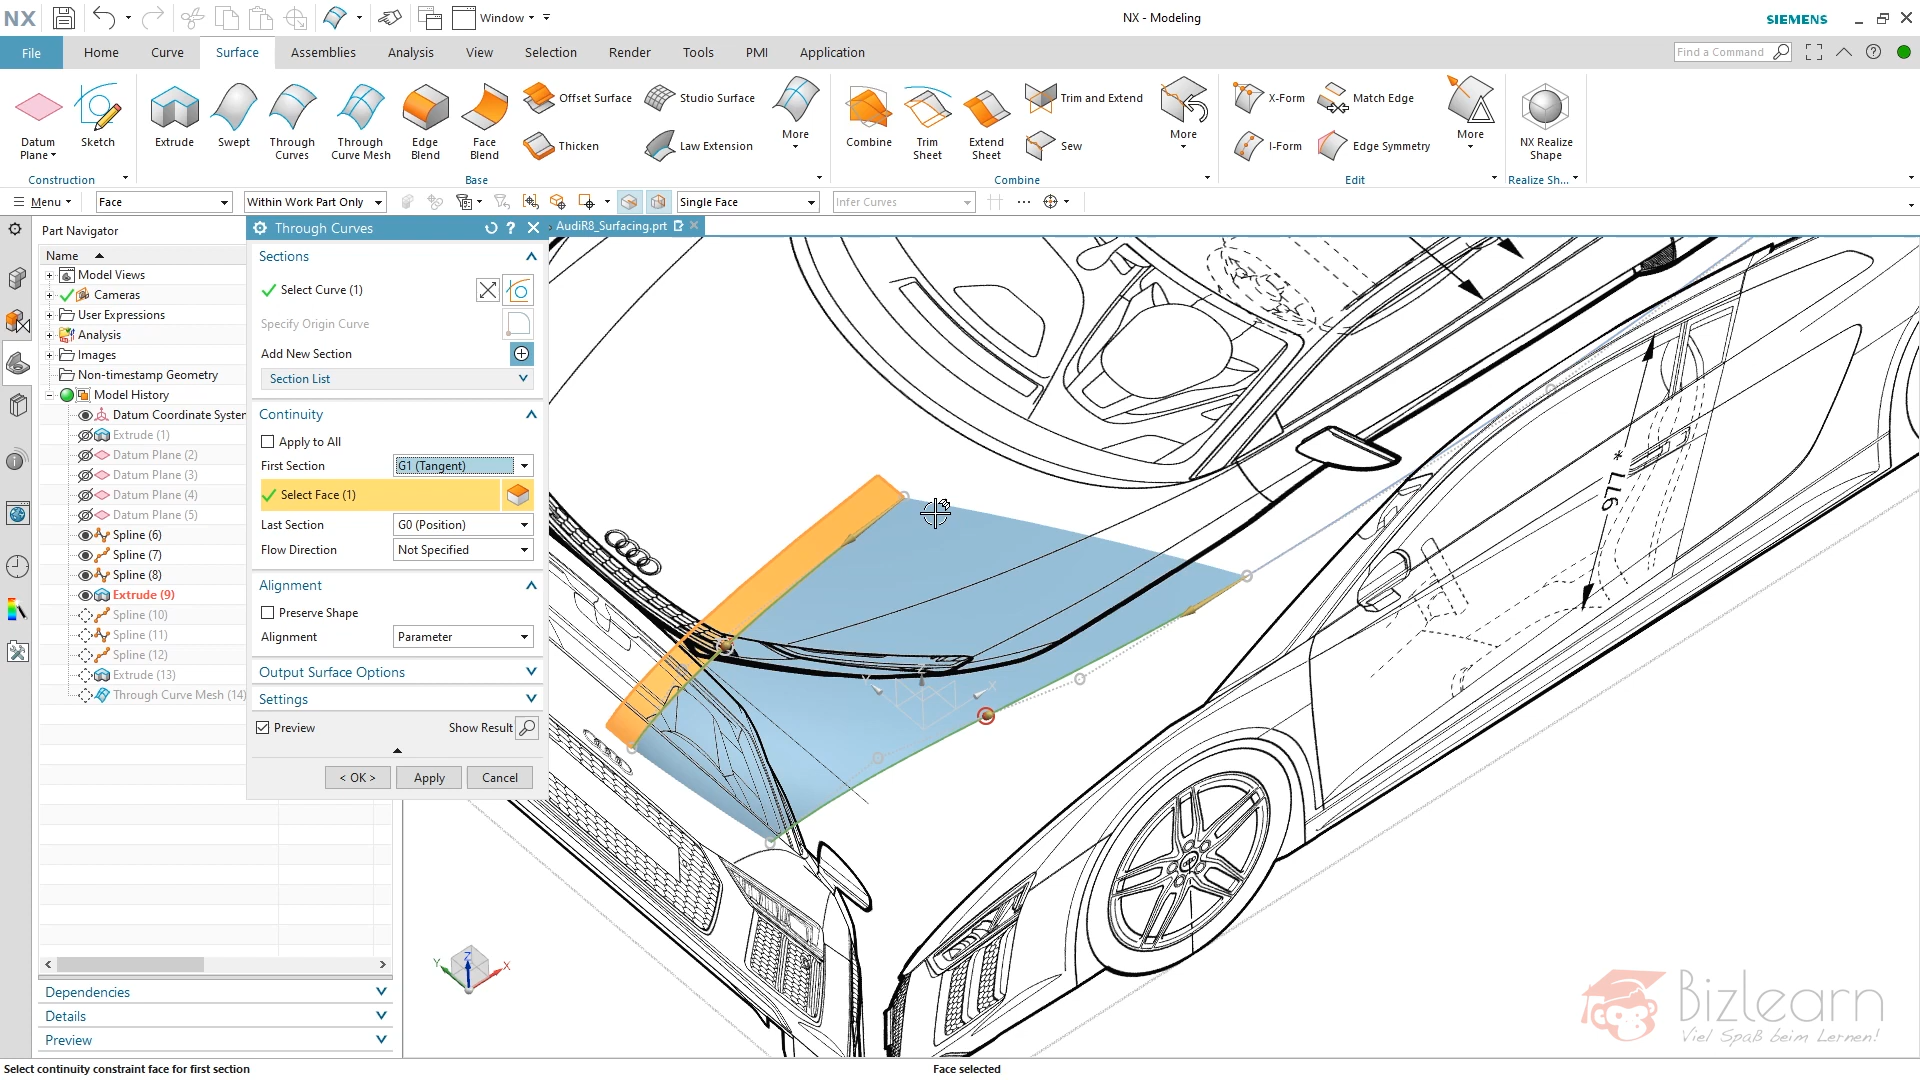 NX
Window
NX - Modeling
SIEMENS
File
Home
Curve
Surface
Assemblies
Analysis
View
Selection
Render
Tools
PMI
Application
Find a Command
Datum
Plane
Sketch
Extrude
Swept
Through
Curves
Through
Curve Mesh
Edge
Blend
Face
Blend
Offset Surface
Thicken
Studio Surface
Law Extension
More
Combine
Trim
Sheet
Extend
Sheet
Trim and Extend
Sew
More
X-Form
I-Form
Match Edge
Edge Symmetry
More
NX Realize
Shape
Construction
Base
Combine
Edit
Realize Sh...
Menu
Face
Within Work Part Only
Single Face
Infer Curves
Part Navigator
Name
Model Views
Cameras
User Expressions
Analysis
Images
Non-timestamp Geometry
Model History
Datum Coordinate System
Extrude (1)
Datum Plane (2)
Datum Plane (3)
Datum Plane (4)
Datum Plane (5)
Spline (6)
Spline (7)
Spline (8)
Extrude (9)
Spline (10)
Spline (11)
Spline (12)
Extrude (13)
Through Curve Mesh (14)
Dependencies
Details
Preview
Through Curves
AudiR8_Surfacing.prt
Sections
Select Curve (1)
Specify Origin Curve
Add New Section
Section List
Continuity
Apply to All
First Section
G1 (Tangent)
Select Face (1)
Last Section
G0 (Position)
Flow Direction
Not Specified
Alignment
Preserve Shape
Alignment
Parameter
Output Surface Options
Settings
Preview
Show Result
< OK >
Apply
Cancel
* 977
Y
X
Y
Z
X
Bizlearn
Viel Spaß beim Lernen!
Select continuity constraint face for first section
Face selected